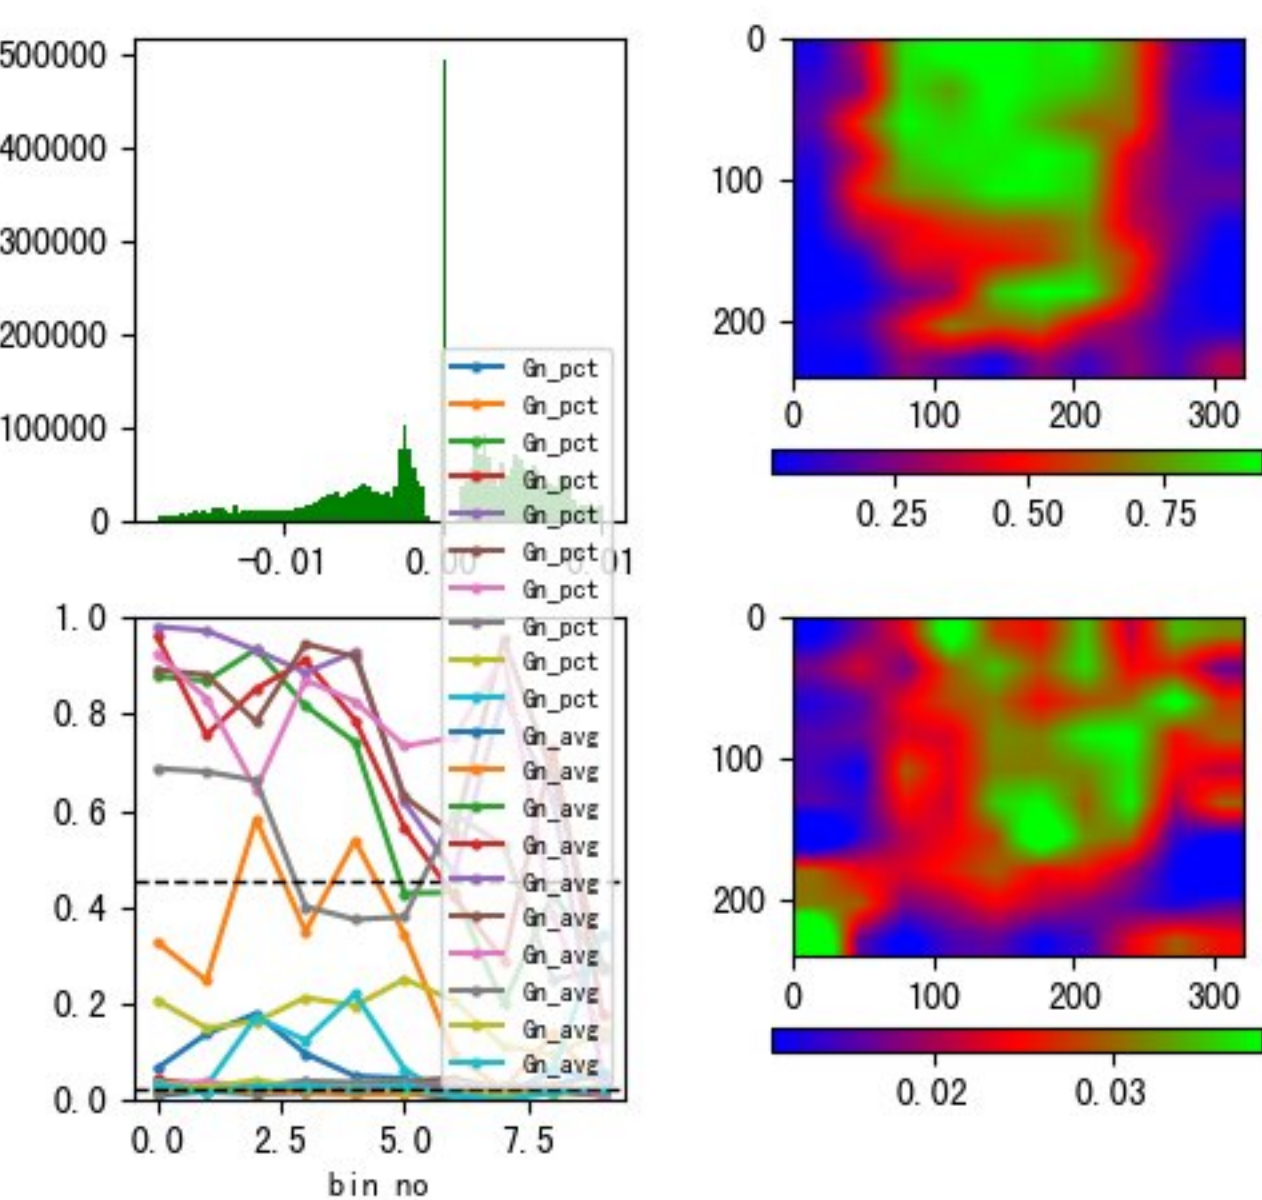 500000
400000
300000
200000
100000
0
−0.01
0.00
0.01
0
100
200
0
100
200
300
0.25
0.50
0.75
Gn_pct
Gn_pct
Gn_pct
Gn_pct
Gn_pct
Gn_pct
Gn_pct
Gn_pct
Gn_pct
Gn_pct
Gn_avg
Gn_avg
Gn_avg
Gn_avg
Gn_avg
Gn_avg
Gn_avg
Gn_avg
Gn_avg
Gn_avg
1.0
0.8
0.6
0.4
0.2
0.0
0.0
2.5
5.0
7.5
bin no
0
100
200
0
100
200
300
0.02
0.03